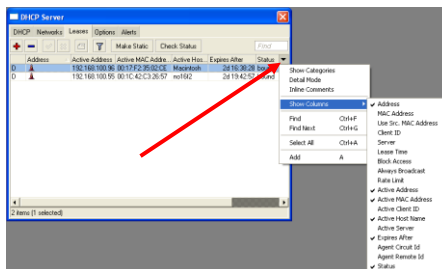 DHCP Server
DHCP Networks Leases Options Alerts
Make Static Check Status Find
Address Active Address Active MAC Addre... Active Hos... Expires After Status
D A 192.168.100.96 00:17:F2:35:02:CE Macintosh 2d 16:38:28
D A 192.168.100.55 00:1C:42:C3:26:57 no16l2 2d 19:42:57
2 items (1 selected)
Show Categories
Detail Mode
Inline Comments
Show Columns
Find Ctrl+F
Find Next Ctrl+G
Select All Ctrl+A
Add A
Address
MAC Address
Use Src. MAC Address
Client ID
Server
Lease Time
Block Access
Always Broadcast
Rate Limit
Active Address
Active MAC Address
Active Client ID
Active Host Name
Active Server
Expires After
Agent Circuit Id
Agent Remote Id
Status